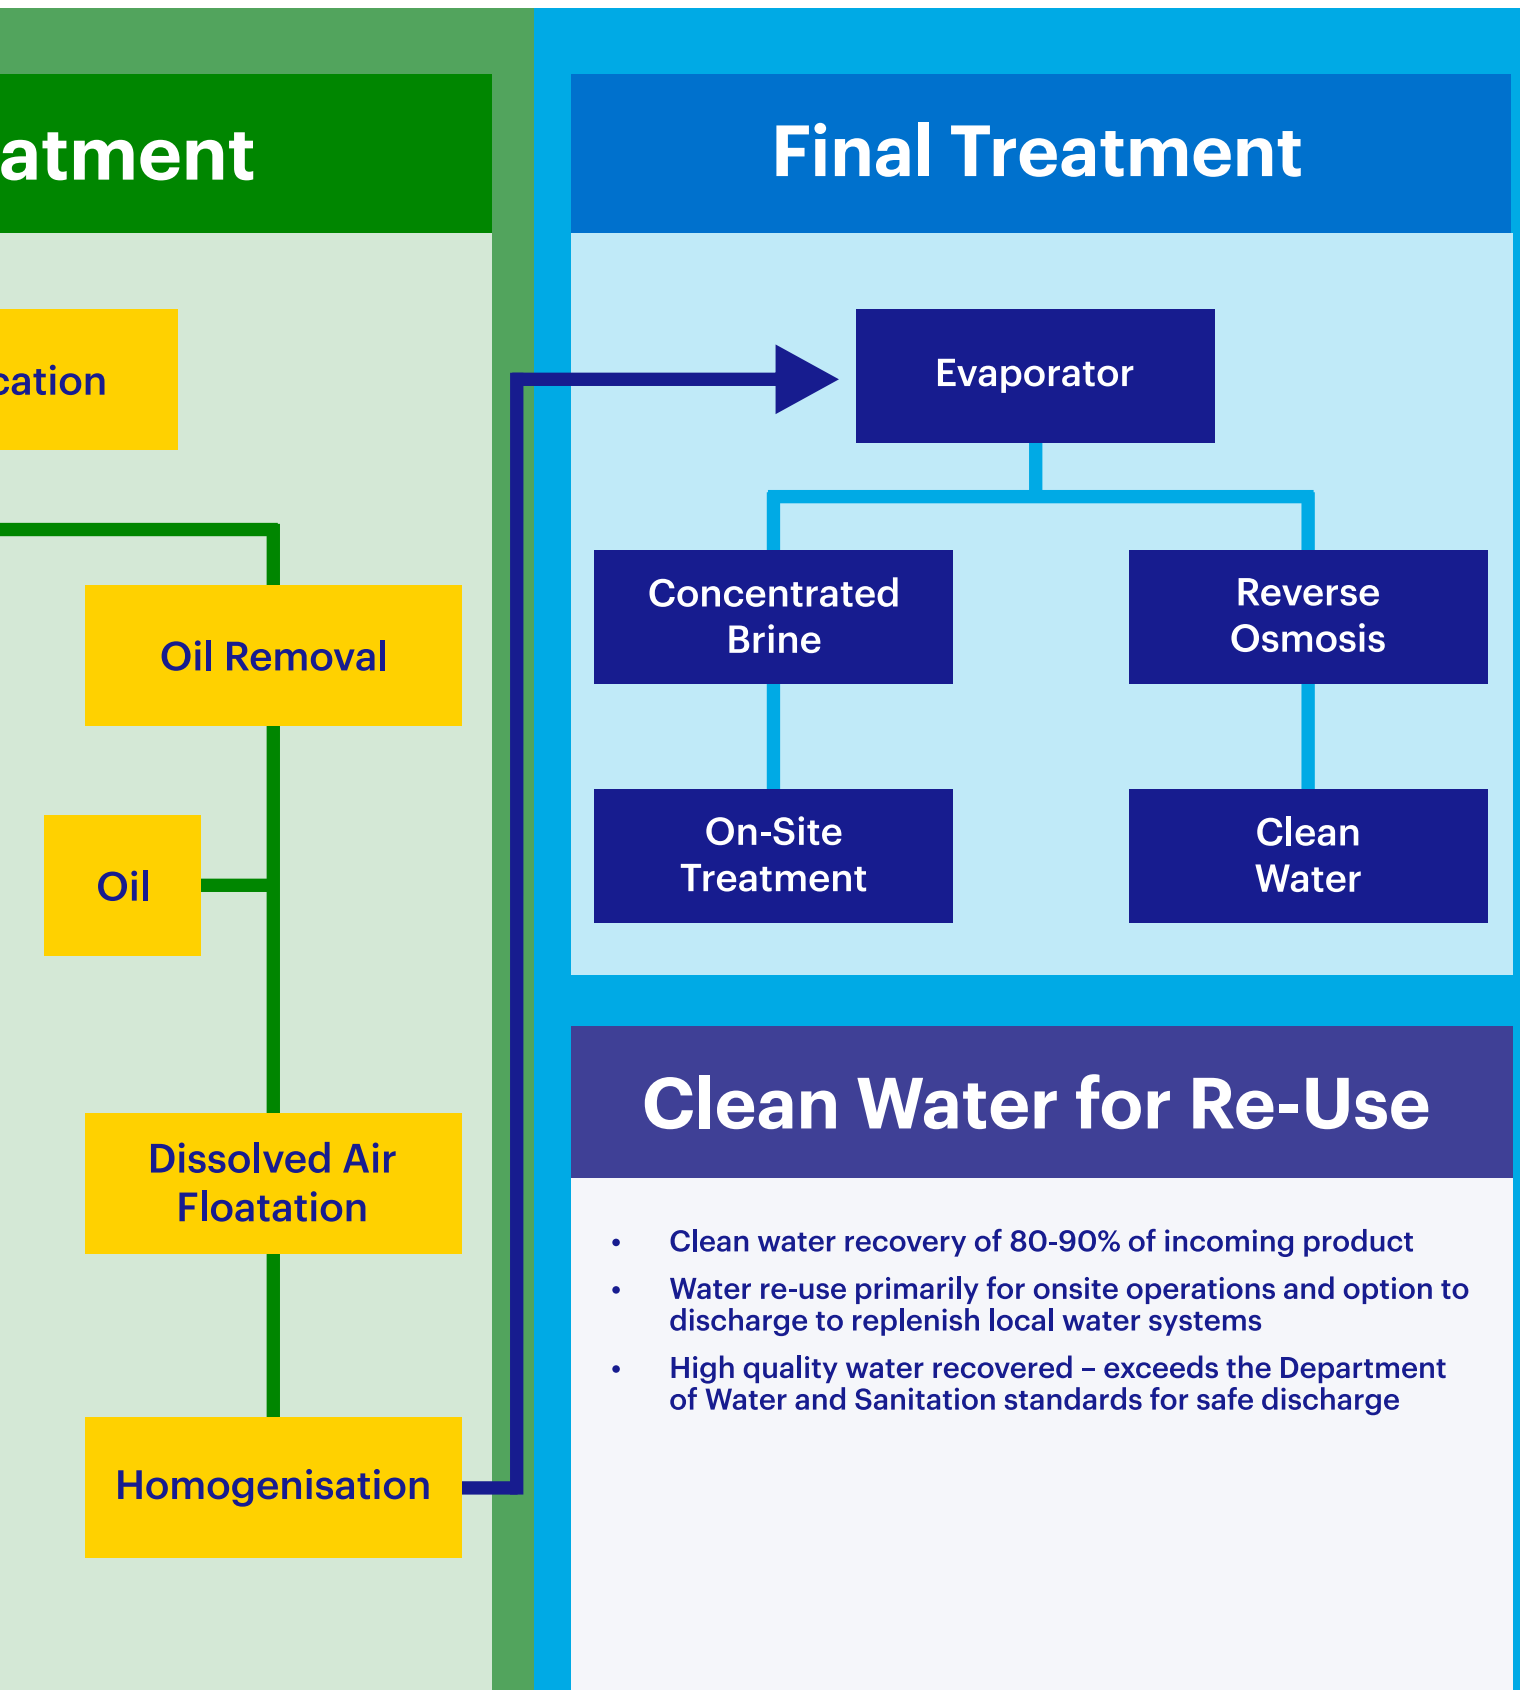 atment
cation
Oil Removal
Oil
Dissolved Air
Floatation
Homogenisation
Final Treatment
Evaporator
Concentrated
Brine
Reverse
Osmosis
On-Site
Treatment
Clean
Water
Clean Water for Re-Use
• Clean water recovery of 80-90% of incoming product
• Water re-use primarily for onsite operations and option to
discharge to replenish local water systems
• High quality water recovered – exceeds the Department
of Water and Sanitation standards for safe discharge